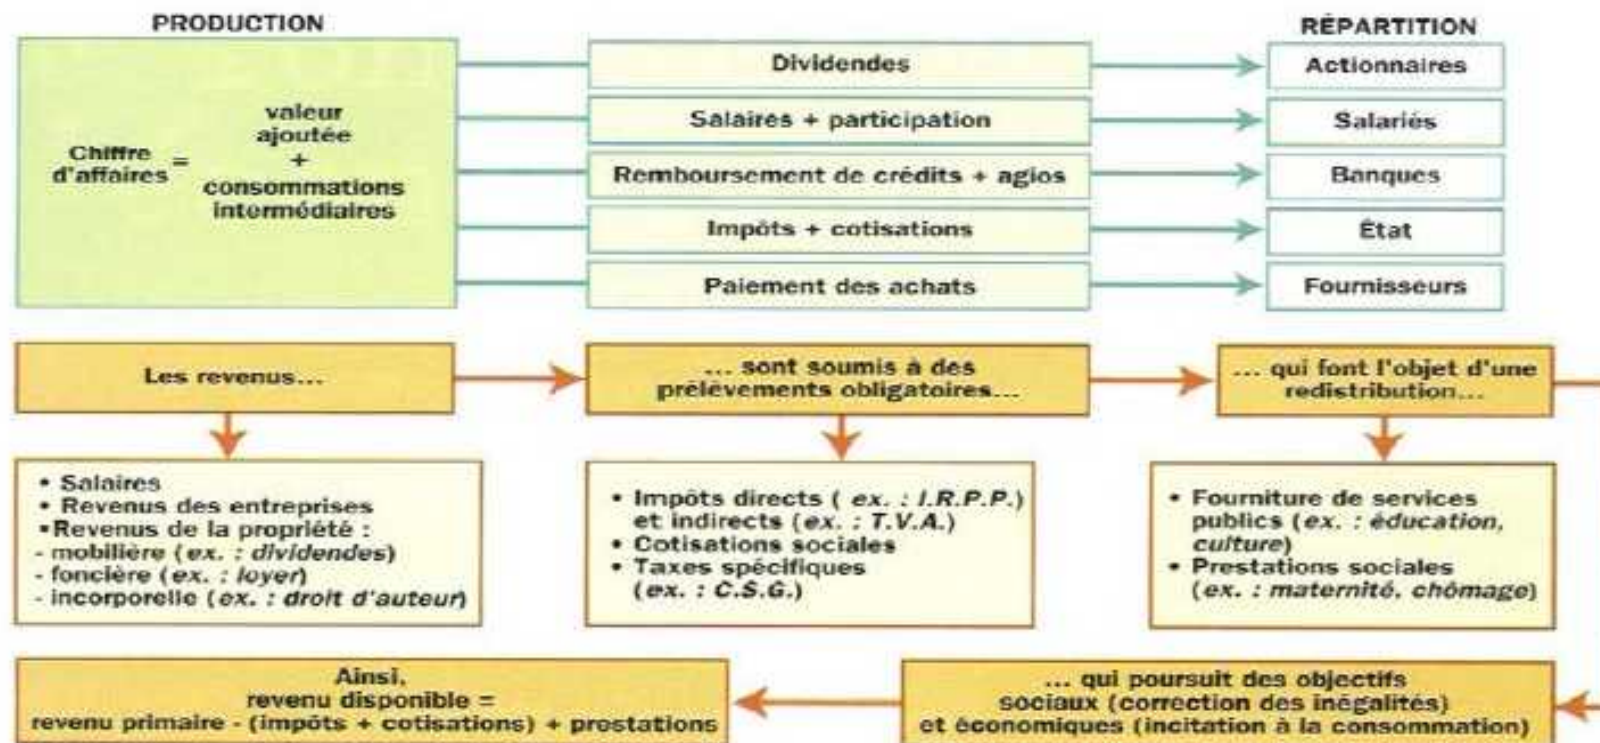 PRODUCTION
RÉPARTITION
Chiffre
d'affaires
=
valeur
ajoutée
+
consommations
intermédiaires
Dividendes
Actionnaires
Salaires + participation
Salariés
Remboursement de crédits + agios
Banques
Impôts + cotisations
État
Paiement des achats
Fournisseurs
Les revenus...
... sont soumis à des
prélèvements obligatoires...
... qui font l'objet d'une
redistribution...
• Salaires
• Revenus des entreprises
•Revenus de la propriété :
- mobilière (ex. : dividendes)
- foncière (ex. : loyer)
- incorporelle (ex. : droit d'auteur)
• Impôts directs ( ex. : I.R.P.P.)
et indirects (ex. : T.V.A.)
• Cotisations sociales
• Taxes spécifiques
(ex. : C.S.G.)
• Fourniture de services
publics (ex. : éducation,
culture)
• Prestations sociales
(ex. : maternité, chômage)
... qui poursuit des objectifs
sociaux (correction des inégalités)
et économiques (incitation à la consommation)
Ainsi,
revenu disponible =
revenu primaire - (impôts + cotisations) + prestations